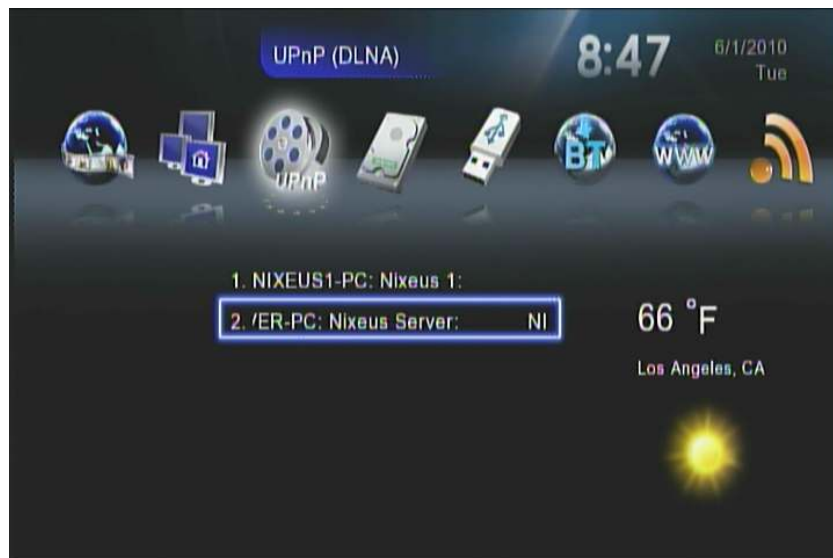 UPnP (DLNA)
8:47
6/1/2010
Tue
UPnP
BT
WWW
1. NIXEUS1-PC: Nixeus 1:
2. /ER-PC: Nixeus Server: NI
66 °F
Los Angeles, CA